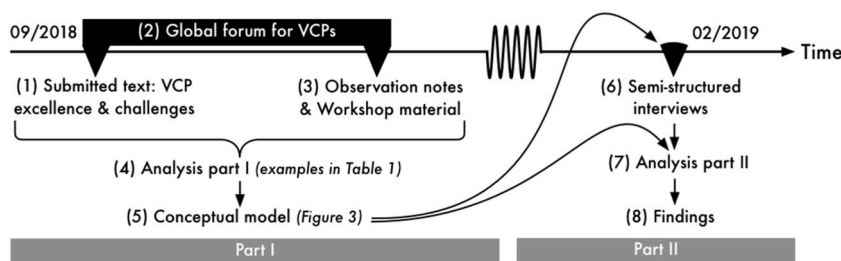 09/2018
(2) Global forum for VCPs
02/2019
Time
(1) Submitted text: VCP
excellence & challenges
(3) Observation notes
& Workshop material
(6) Semi-structured
interviews
(4) Analysis part I (examples in Table 1)
(7) Analysis part II
(5) Conceptual model (Figure 3)
(8) Findings
Part I
Part II